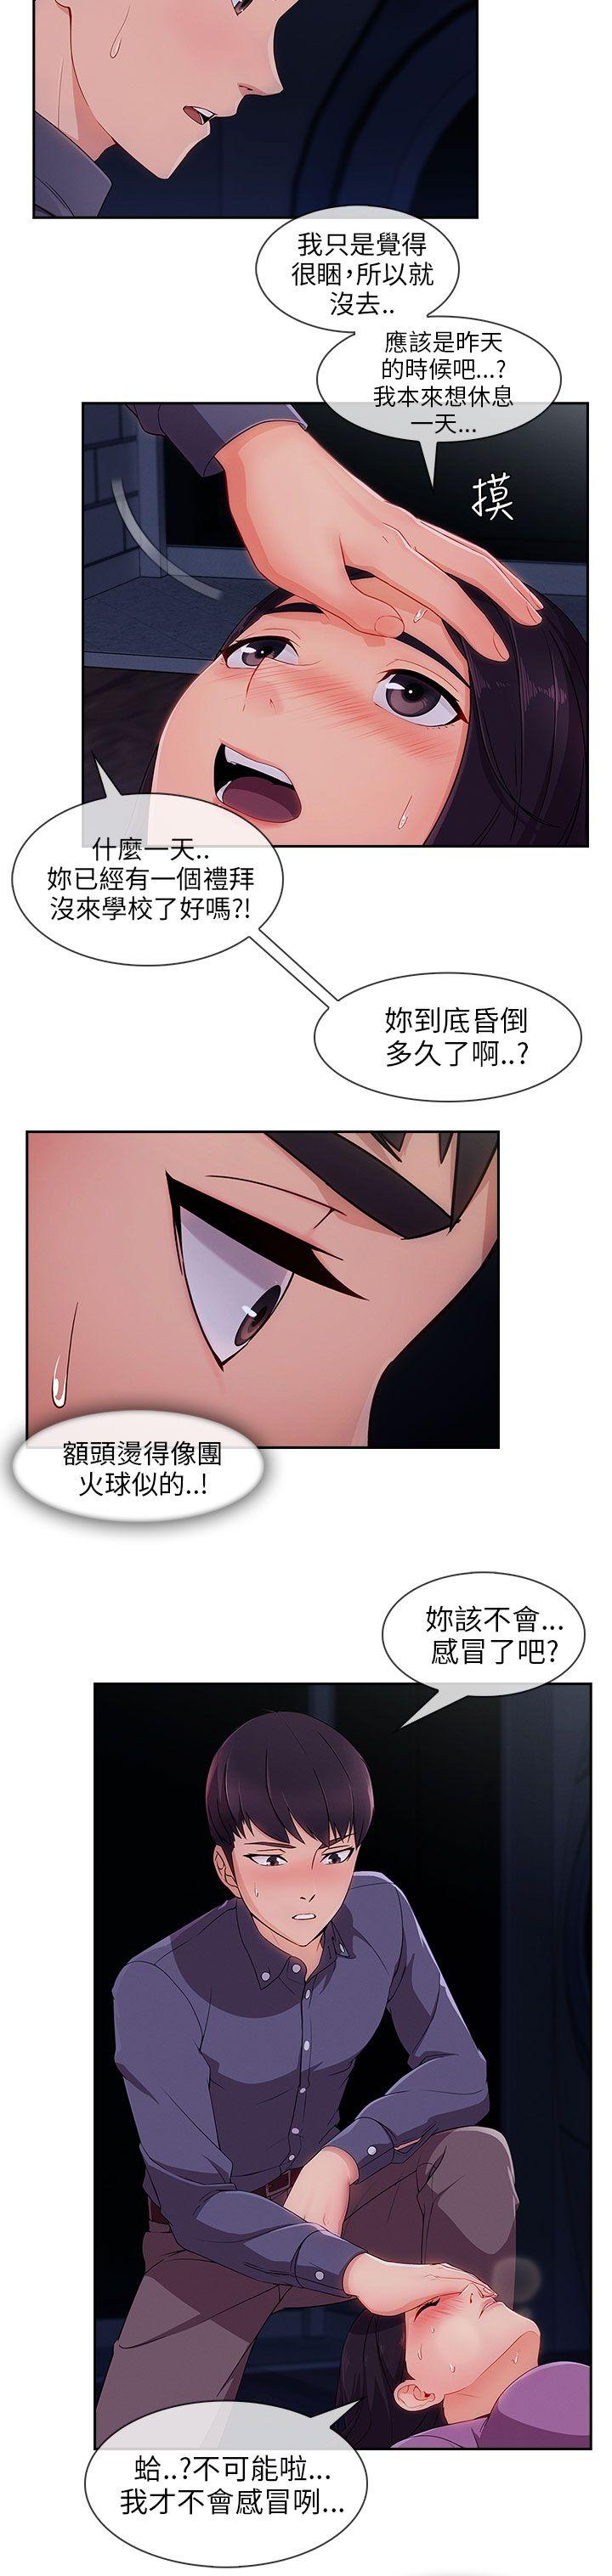 我只是覺得
很睏，所以就
沒去..
應該是昨天
的時候吧...?
我本來想休息
一天...
摸
什麼一天..
妳已經有一個禮拜
沒來學校了好嗎?!
妳到底昏倒
多久了啊..?
額頭燙得像團
火球似的..!
妳該不會...
感冒了吧?
蛤..?不可能啦...
我才不會感冒咧...